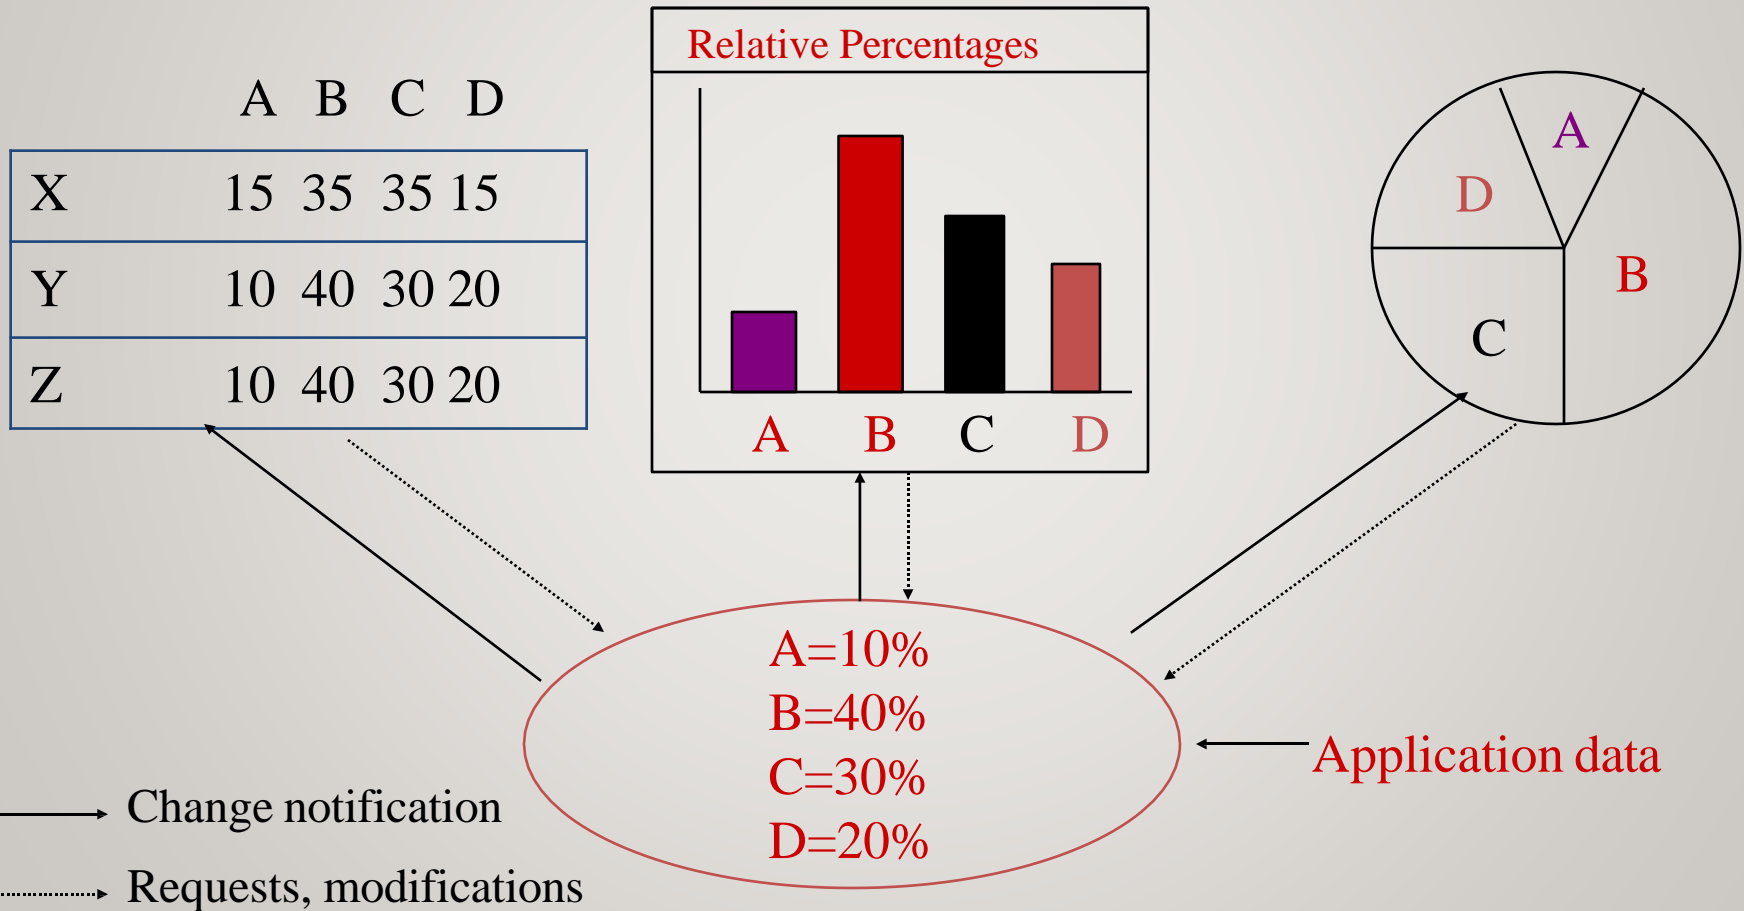 A B C D
X 15 35 35 15
Y 10 40 30 20
Z 10 40 30 20
Relative Percentages
A B C D
A
D
B
C
A=10%
B=40%
C=30%
D=20%
Application data
Change notification
Requests, modifications